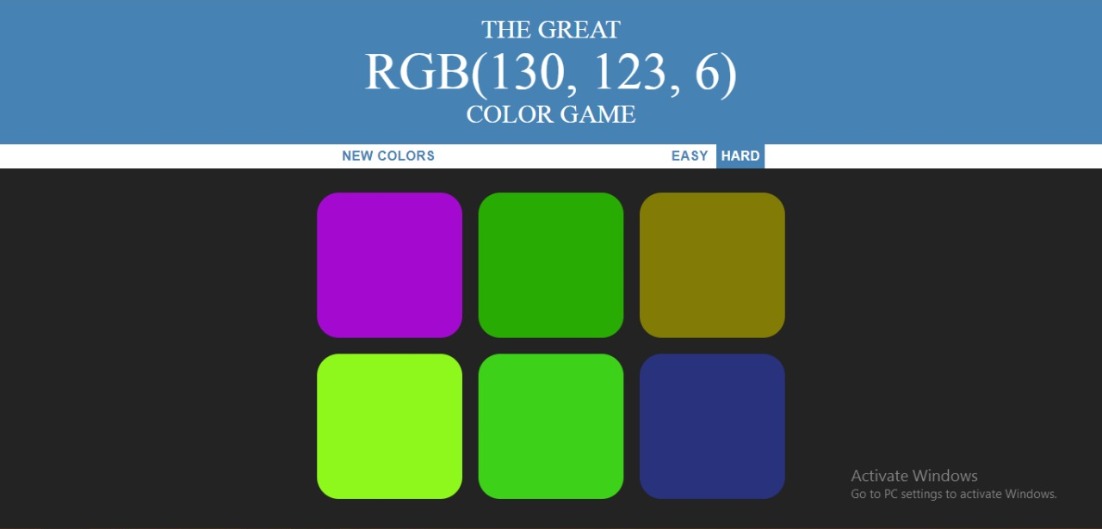 THE GREAT
RGB(130, 123, 6)
COLOR GAME
NEW COLORS EASY HARD
Activate Windows
Go to PC settings to activate Windows.